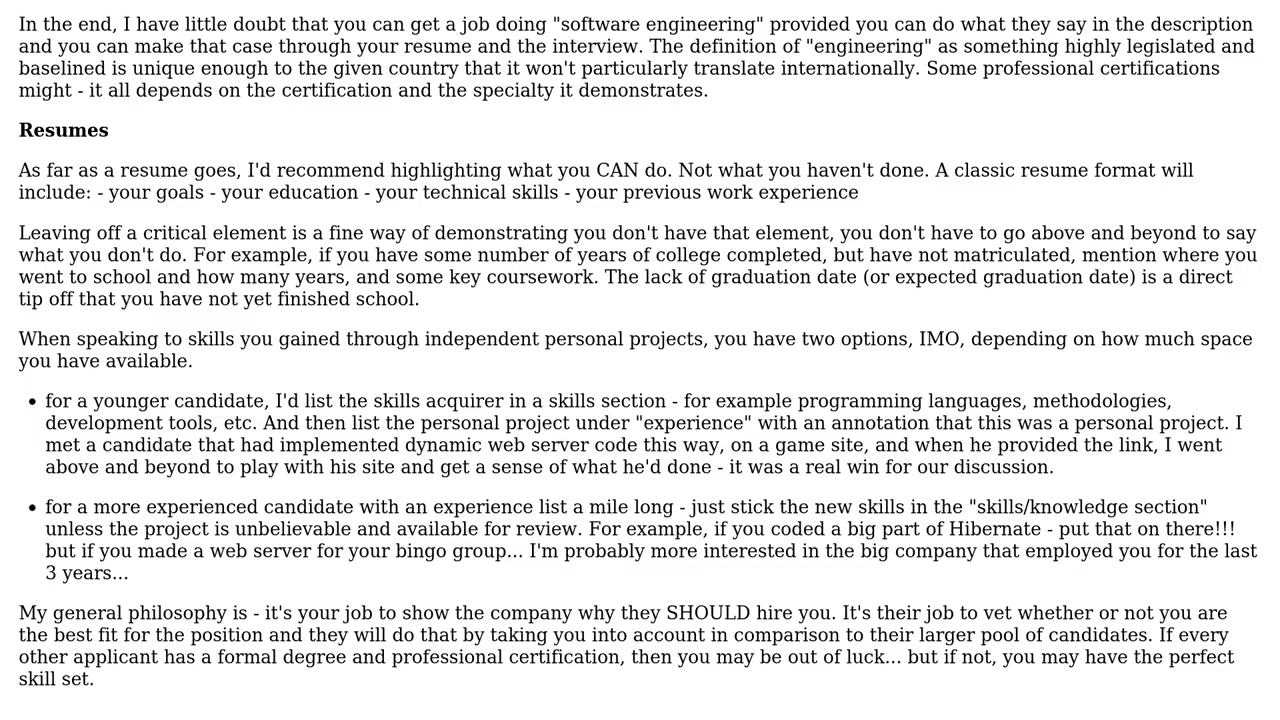 In the end, I have little doubt that you can get a job doing "software engineering" provided you can do what they say in the description
and you can make that case through your resume and the interview. The definition of "engineering" as something highly legislated and
baselined is unique enough to the given country that it won't particularly translate internationally. Some professional certifications
might - it all depends on the certification and the specialty it demonstrates.
Resumes
As far as a resume goes, I'd recommend highlighting what you CAN do. Not what you haven't done. A classic resume format will
include: - your goals - your education - your technical skills - your previous work experience
Leaving off a critical element is a fine way of demonstrating you don't have that element, you don't have to go above and beyond to say
what you don't do. For example, if you have some number of years of college completed, but have not matriculated, mention where you
went to school and how many years, and some key coursework. The lack of graduation date (or expected graduation date) is a direct
tip off that you have not yet finished school.
When speaking to skills you gained through independent personal projects, you have two options, IMO, depending on how much space
you have available.
• for a younger candidate, I'd list the skills acquirer in a skills section - for example programming languages, methodologies,
development tools, etc. And then list the personal project under "experience" with an annotation that this was a personal project. I
met a candidate that had implemented dynamic web server code this way, on a game site, and when he provided the link, I went
above and beyond to play with his site and get a sense of what he'd done - it was a real win for our discussion.
• for a more experienced candidate with an experience list a mile long - just stick the new skills in the "skills/knowledge section"
unless the project is unbelievable and available for review. For example, if you coded a big part of Hibernate - put that on there!!!
but if you made a web server for your bingo group... I'm probably more interested in the big company that employed you for the last
3 years...
My general philosophy is - it's your job to show the company why they SHOULD hire you. It's their job to vet whether or not you are
the best fit for the position and they will do that by taking you into account in comparison to their larger pool of candidates. If every
other applicant has a formal degree and professional certification, then you may be out of luck... but if not, you may have the perfect
skill set.